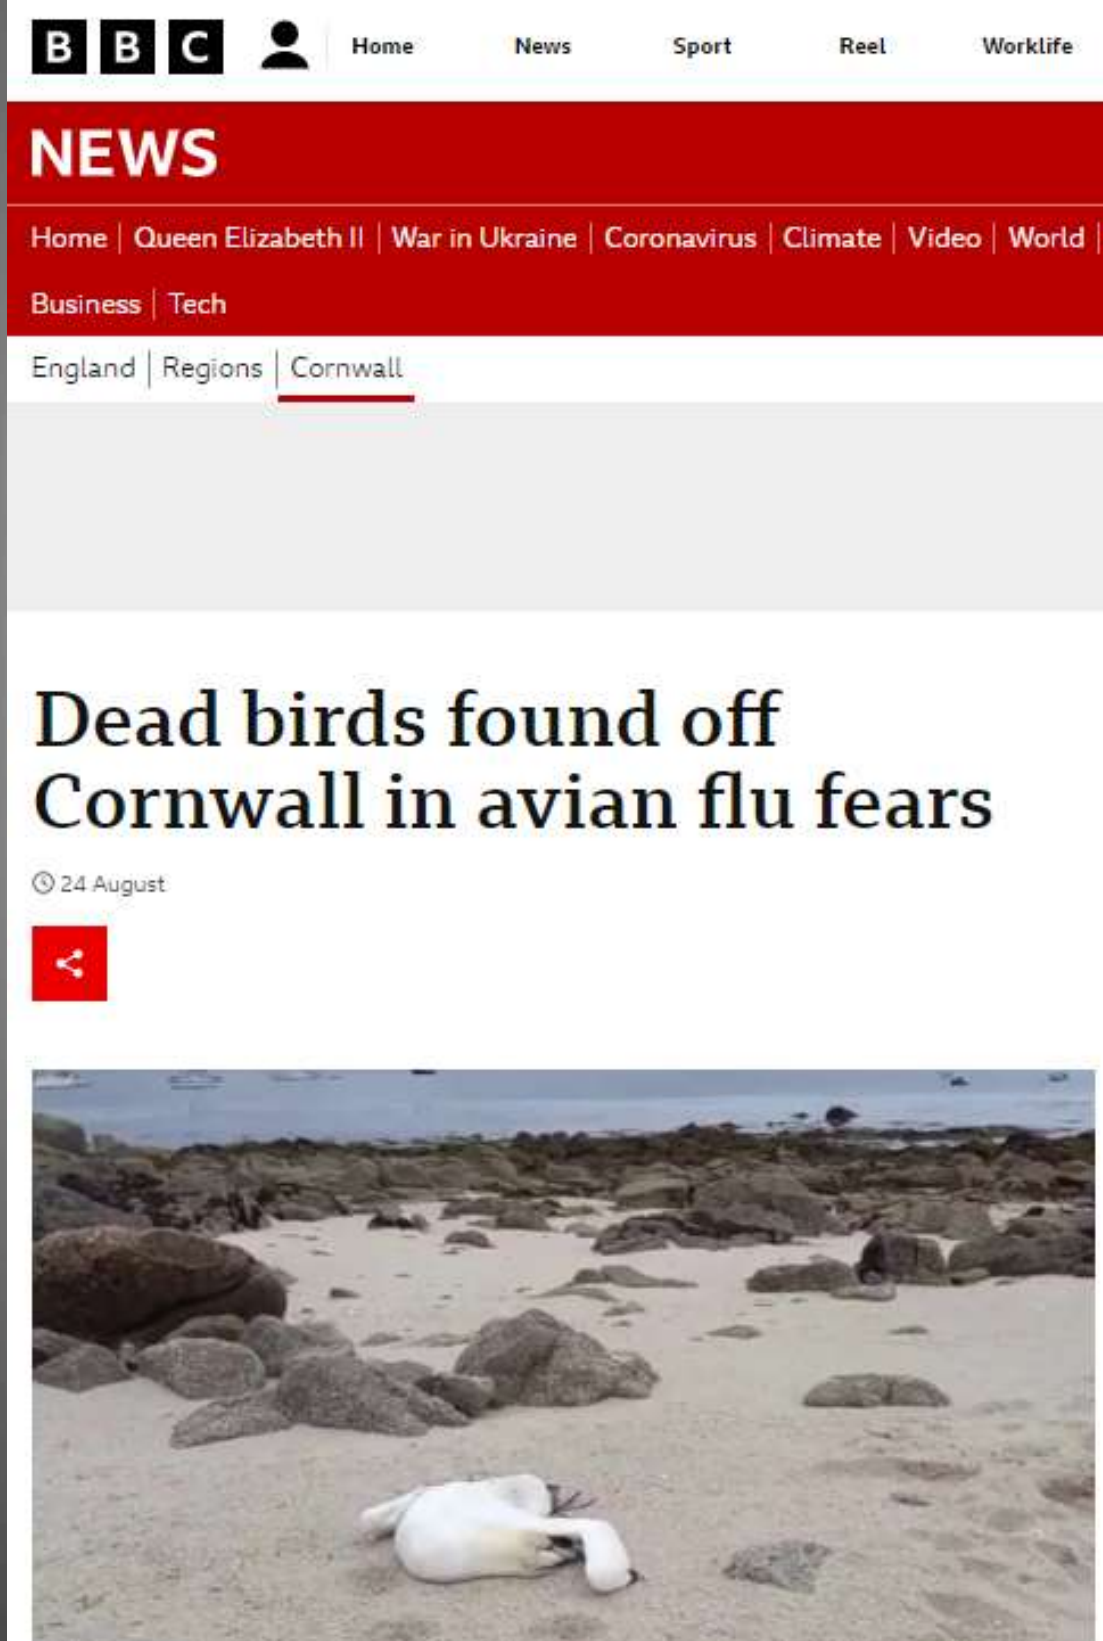 BBC Home News Sport Reel Worklife
NEWS
Home | Queen Elizabeth II | War in Ukraine | Coronavirus | Climate | Video | World |
Business | Tech
England | Regions | Cornwall
Dead birds found off
Cornwall in avian flu fears
24 August